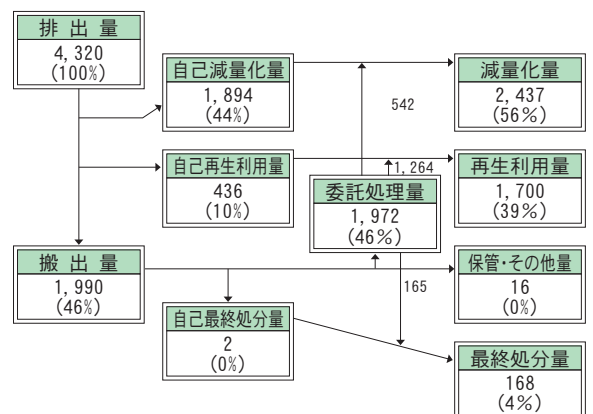 排出量
4,320
(100%)
自己減量化量
1,894
(44%)
減量化量
2,437
(56%)
542
自己再生利用量
436
(10%)
1,264
再生利用量
1,700
(39%)
委託処理量
1,972
(46%)
搬出量
1,990
(46%)
保管・その他量
16
(0%)
165
自己最終処分量
2
(0%)
最終処分量
168
(4%)